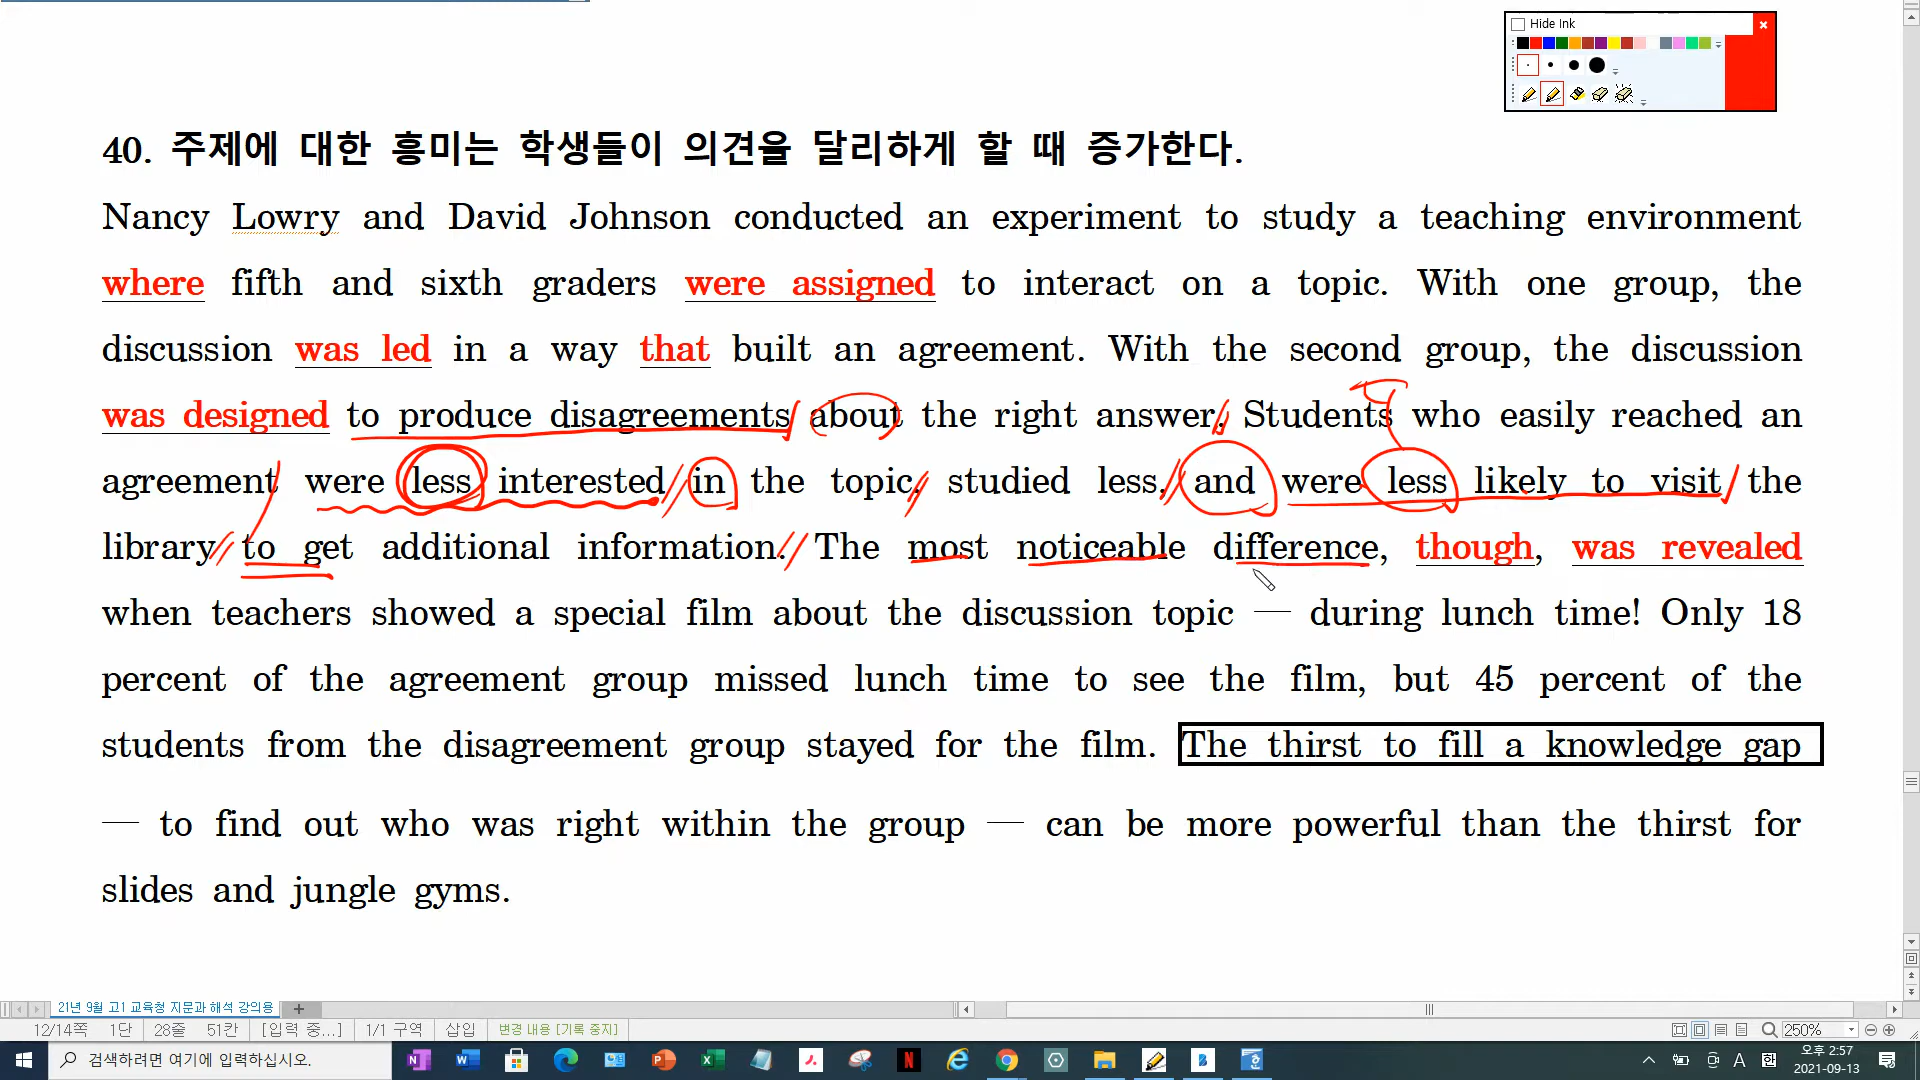 Hide Ink
40. 주제에 대한 흥미는 학생들이 의견을 달리하게 할 때 증가한다.
Nancy Lowry and David Johnson conducted an experiment to study a teaching environment
where fifth and sixth graders were assigned to interact on a topic. With one group, the
discussion was led in a way that built an agreement. With the second group, the discussion
was designed to produce disagreements about the right answer. Students who easily reached an
agreement were less interested in the topic, studied less, and were less likely to visit the
library to get additional information. The most noticeable difference, though, was revealed
when teachers showed a special film about the discussion topic — during lunch time! Only 18
percent of the agreement group missed lunch time to see the film, but 45 percent of the
students from the disagreement group stayed for the film. The thirst to fill a knowledge gap
— to find out who was right within the group — can be more powerful than the thirst for
slides and jungle gyms.
21년 9월 고1 교육청 지문과 해석 강의용
12/14쪽 1단 28줄 51칸 [입력 중...] 1/1 구역 삽입 변경 내용 [기록 중지] 250%
검색하려면 여기에 입력하십시오.
A 한 오후 2:57
2021-09-13